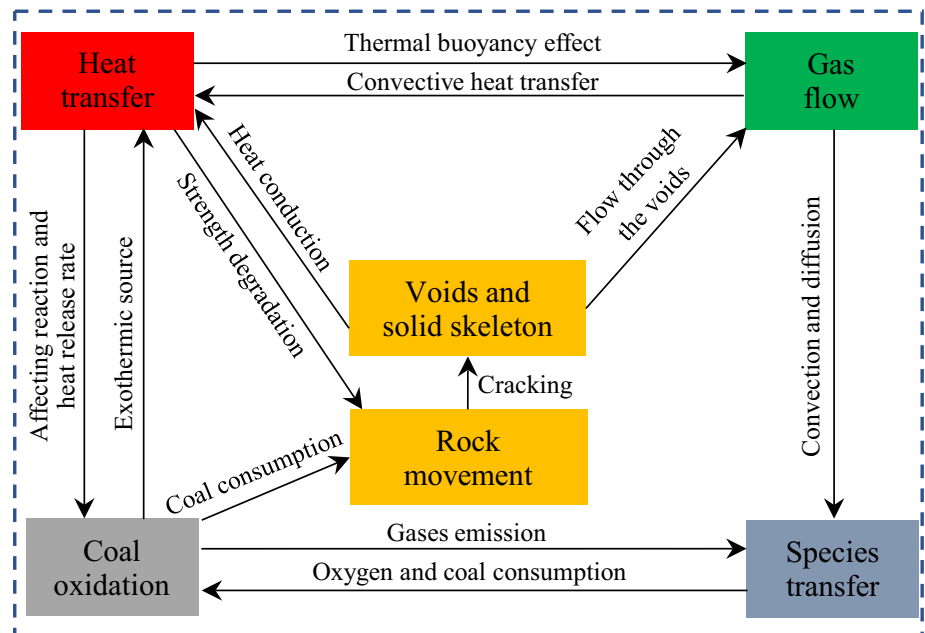 Heat
transfer
Thermal buoyancy effect
Convective heat transfer
Gas
flow
Heat conduction
Strength degradation
Flow through
the voids
Affecting reaction and
heat release rate
Exothermic source
Voids and
solid skeleton
Convection and diffusion
Cracking
Rock
movement
Coal consumption
Coal
oxidation
Gases emission
Oxygen and coal consumption
Species
transfer